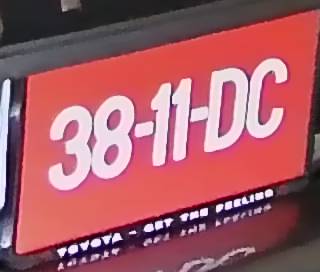 38-11-DC
TOYOTA - GET THE FEELING